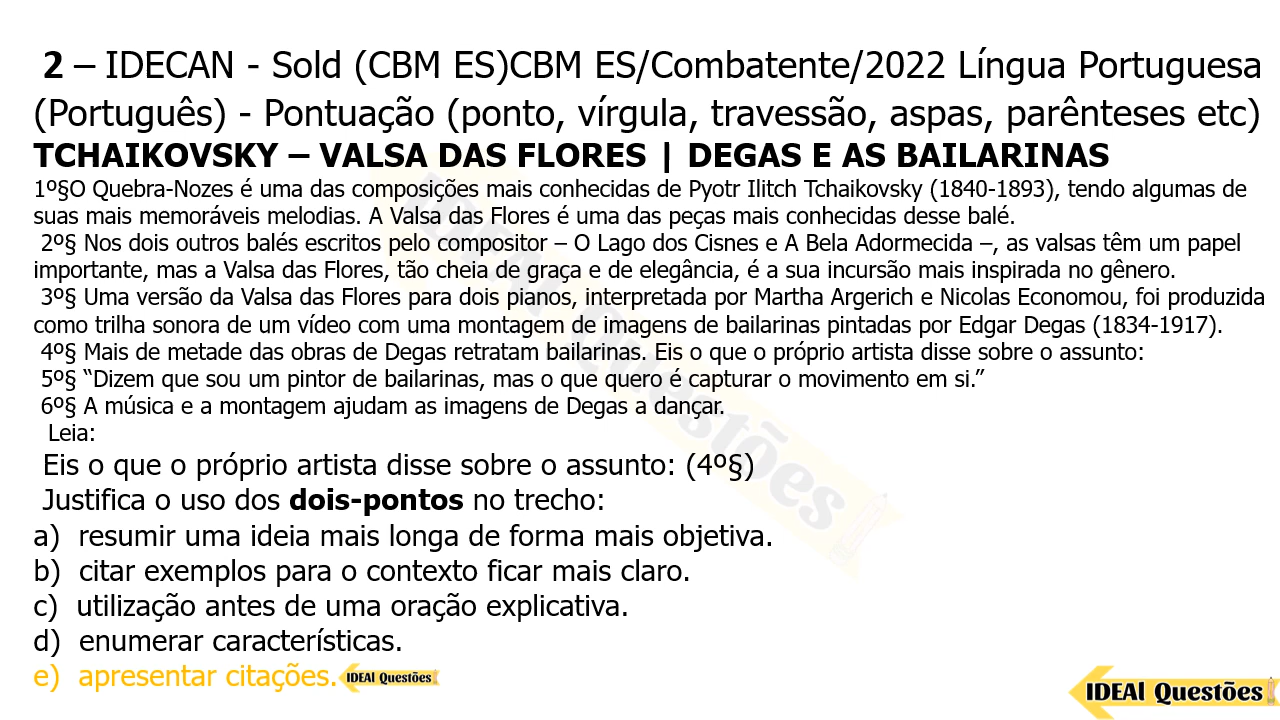 2 – IDECAN - Sold (CBM ES)CBM ES/Combatente/2022 Língua Portuguesa
(Português) - Pontuação (ponto, vírgula, travessão, aspas, parênteses etc)
TCHAIKOVSKY – VALSA DAS FLORES | DEGAS E AS BAILARINAS
1º§O Quebra-Nozes é uma das composições mais conhecidas de Pyotr Ilitch Tchaikovsky (1840-1893), tendo algumas de
suas mais memoráveis melodias. A Valsa das Flores é uma das peças mais conhecidas desse balé.
2º§ Nos dois outros balés escritos pelo compositor – O Lago dos Cisnes e A Bela Adormecida –, as valsas têm um papel
importante, mas a Valsa das Flores, tão cheia de graça e de elegância, é a sua incursão mais inspirada no gênero.
3º§ Uma versão da Valsa das Flores para dois pianos, interpretada por Martha Argerich e Nicolas Economou, foi produzida
como trilha sonora de um vídeo com uma montagem de imagens de bailarinas pintadas por Edgar Degas (1834-1917).
4º§ Mais de metade das obras de Degas retratam bailarinas. Eis o que o próprio artista disse sobre o assunto:
5º§ “Dizem que sou um pintor de bailarinas, mas o que quero é capturar o movimento em si.”
6º§ A música e a montagem ajudam as imagens de Degas a dançar.
Leia:
Eis o que o próprio artista disse sobre o assunto: (4º§)
Justifica o uso dos dois-pontos no trecho:
a) resumir uma ideia mais longa de forma mais objetiva.
b) citar exemplos para o contexto ficar mais claro.
c) utilização antes de uma oração explicativa.
d) enumerar características.
e) apresentar citações. IDEAl Questões
IDEAl Questões
IDEAl Questões